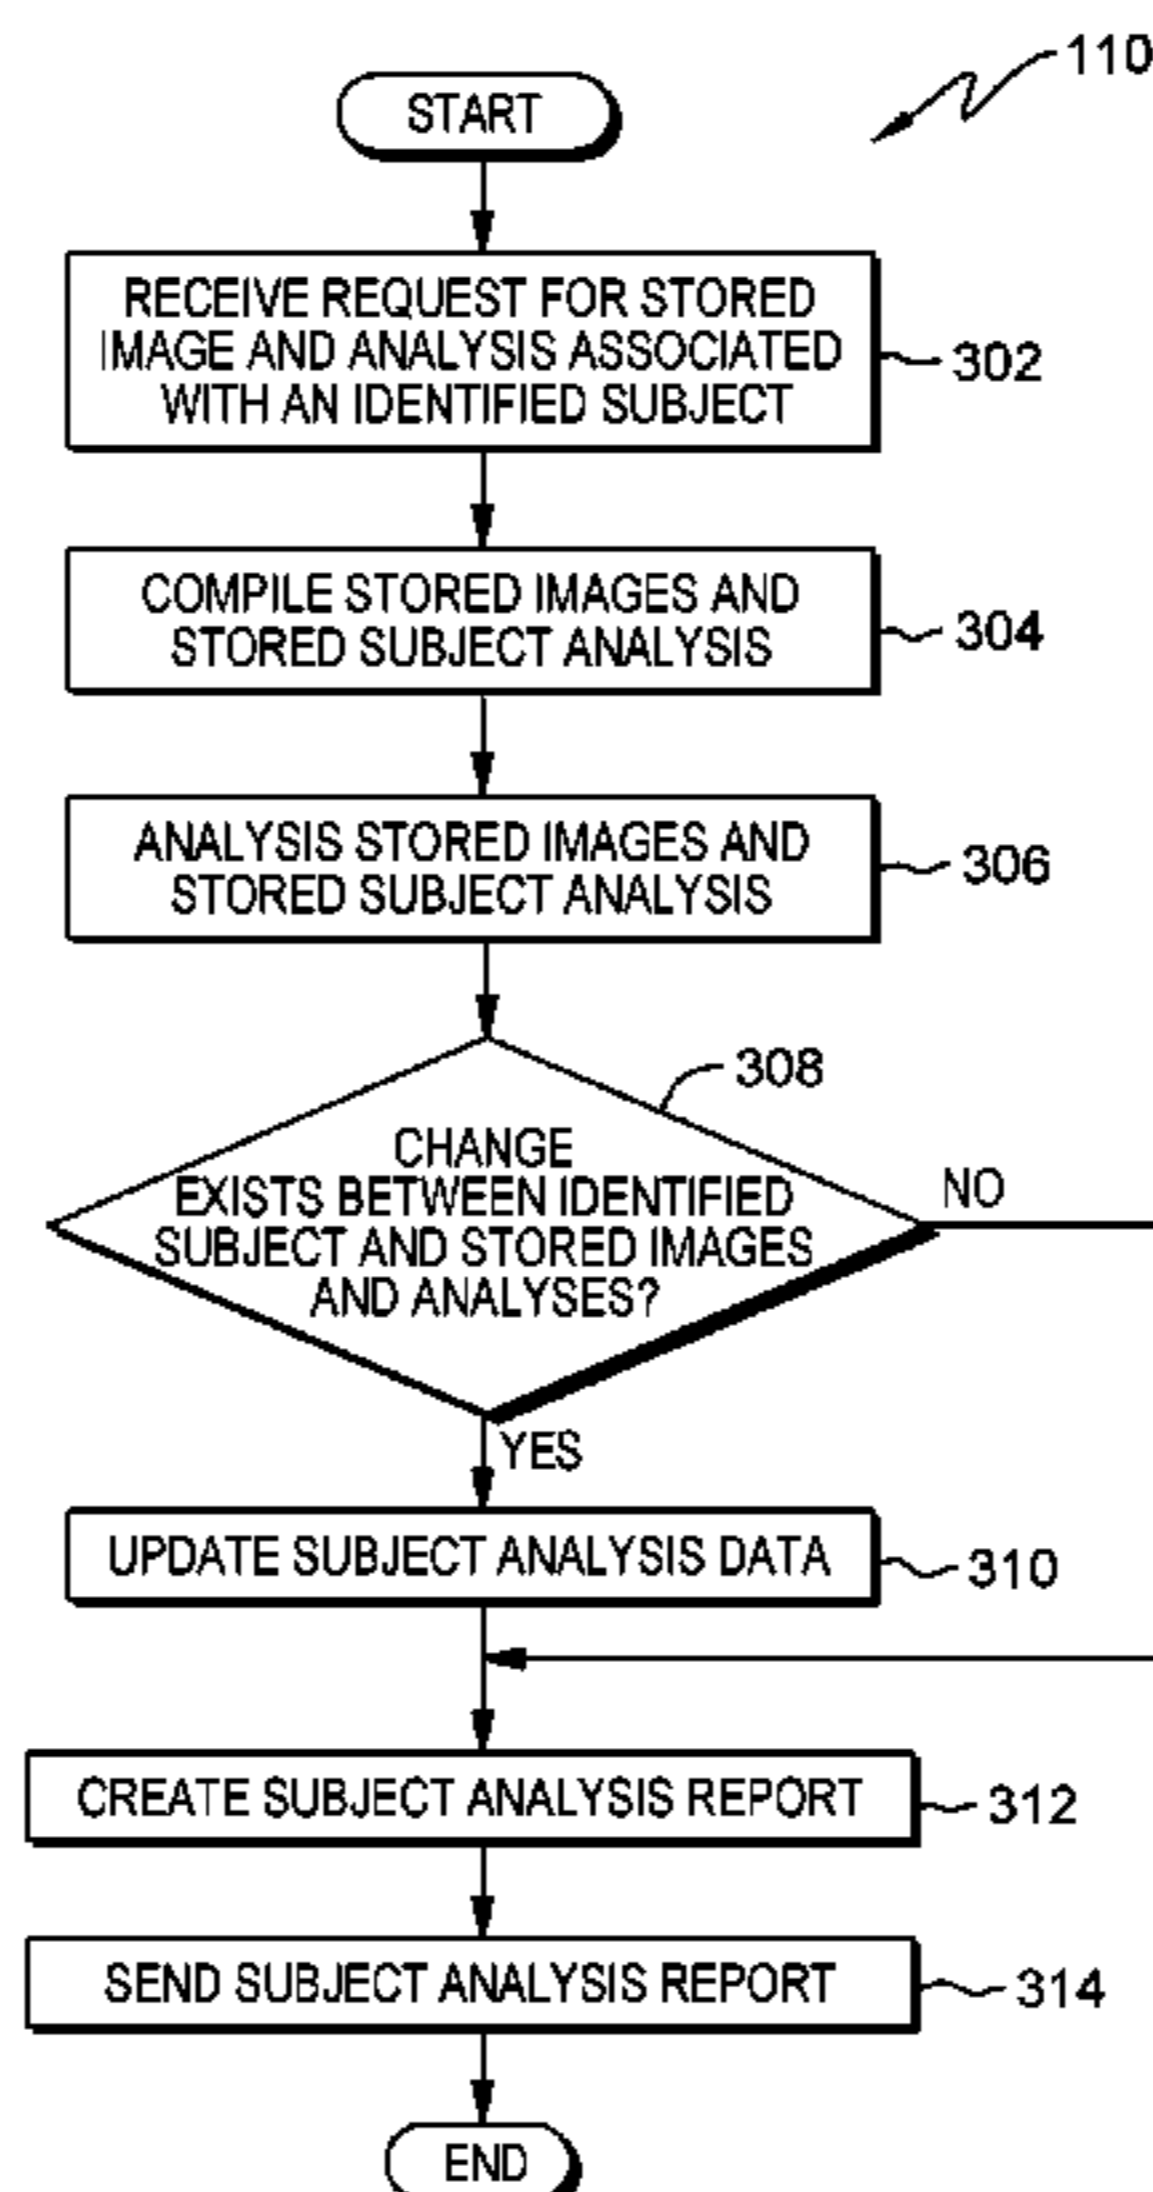 110
START
RECEIVE REQUEST FOR STORED
IMAGE AND ANALYSIS ASSOCIATED
WITH AN IDENTIFIED SUBJECT
302
COMPILE STORED IMAGES AND
STORED SUBJECT ANALYSIS
304
ANALYSIS STORED IMAGES AND
STORED SUBJECT ANALYSIS
306
308
CHANGE
EXISTS BETWEEN IDENTIFIED
SUBJECT AND STORED IMAGES
AND ANALYSES?
NO
YES
UPDATE SUBJECT ANALYSIS DATA
310
CREATE SUBJECT ANALYSIS REPORT
312
SEND SUBJECT ANALYSIS REPORT
314
END